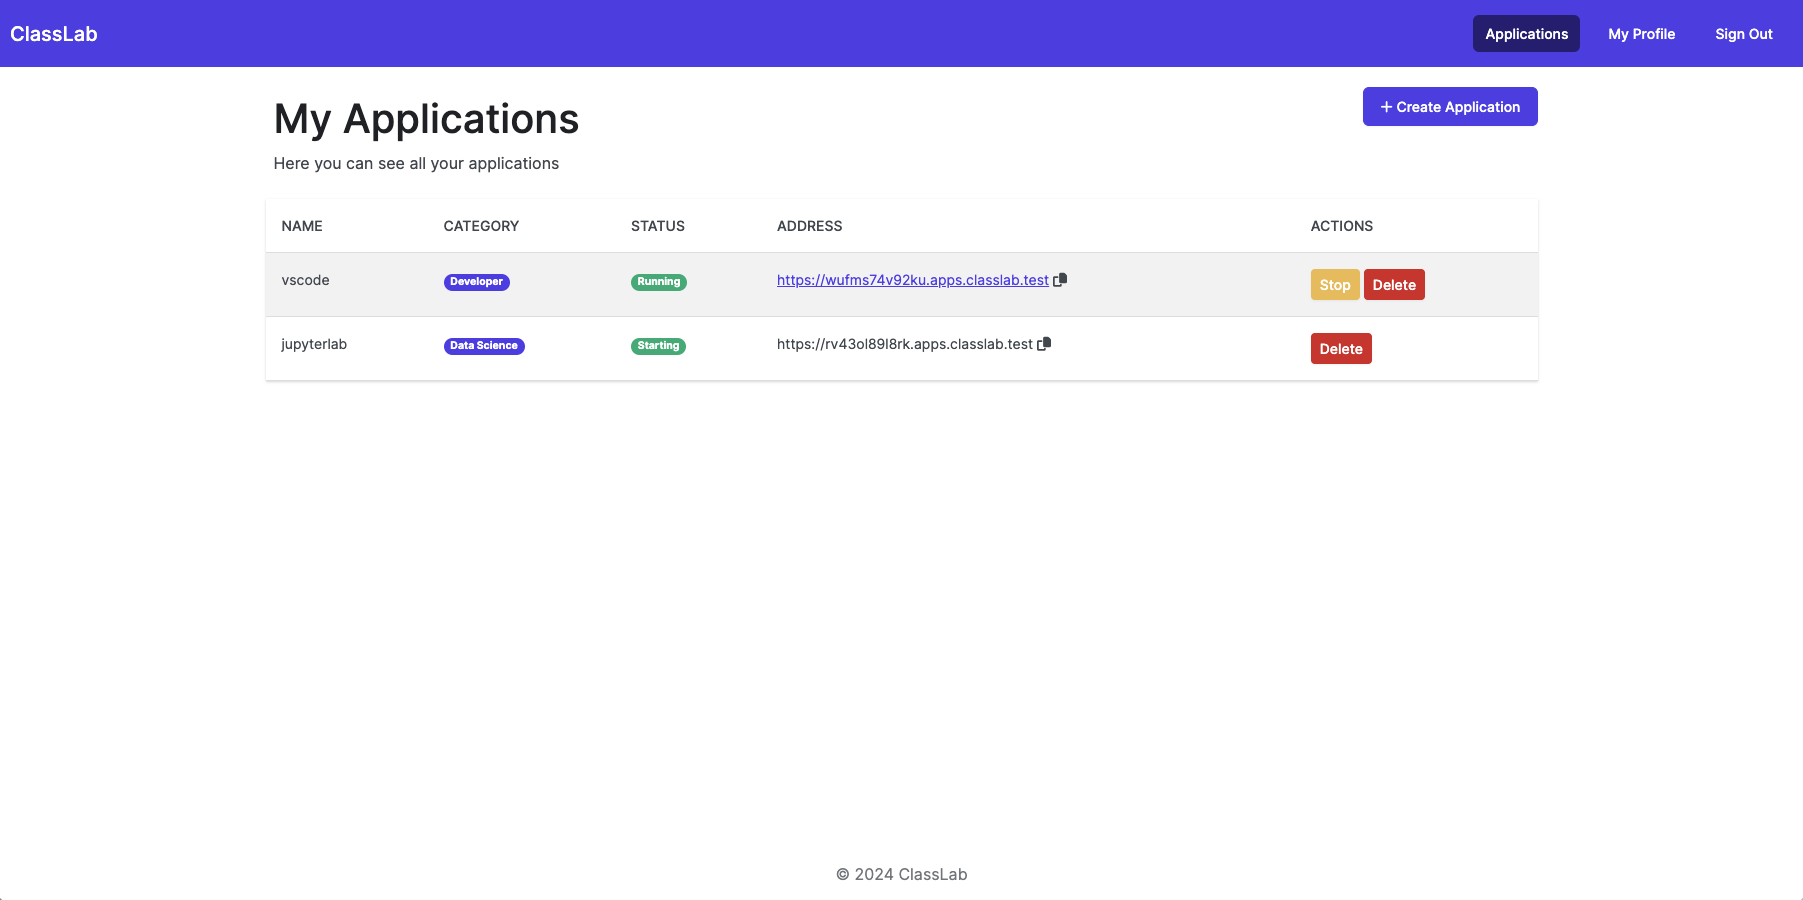 ClassLab
Applications
My Profile
Sign Out
My Applications
+ Create Application
Here you can see all your applications
NAME CATEGORY STATUS ADDRESS ACTIONS
vscode Developer Running https://wufms74v92ku.apps.classlab.test Stop Delete
jupyterlab Data Science Starting https://rv43ol89l8rk.apps.classlab.test Delete
© 2024 ClassLab